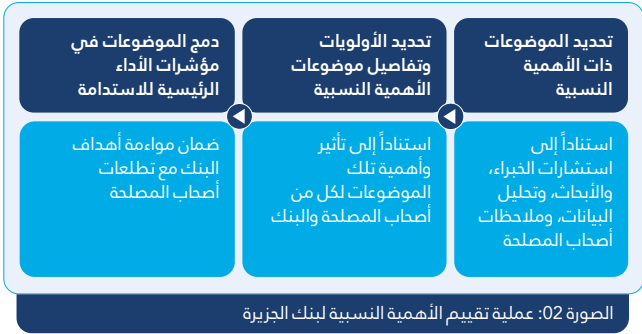 تحديد الموضوعات
ذات الأهمية
النسبية
استناداً إلى
استشارات الخبراء،
والأبحاث، وتحليل
البيانات، وملاحظات
أصحاب المصلحة
تحديد الأولويات
وتفاصيل موضوعات
الأهمية النسبية
استناداً إلى تأثير
وأهمية تلك
الموضوعات لكل من
أصحاب المصلحة والبنك
دمج الموضوعات في
مؤشرات الأداء
الرئيسية للاستدامة
ضمان مواءمة أهداف
البنك مع تطلعات
أصحاب المصلحة
الصورة 02: عملية تقييم الأهمية النسبية لبنك الجزيرة